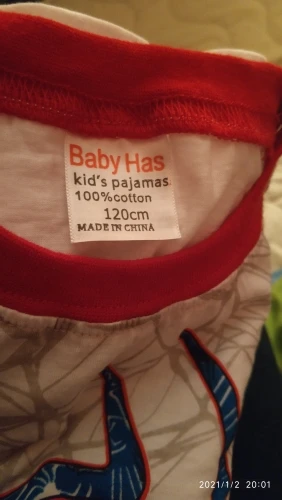 Baby Has
kid's pajamas
100%cotton
120cm
MADE IN CHINA
2021/1/2 20:01